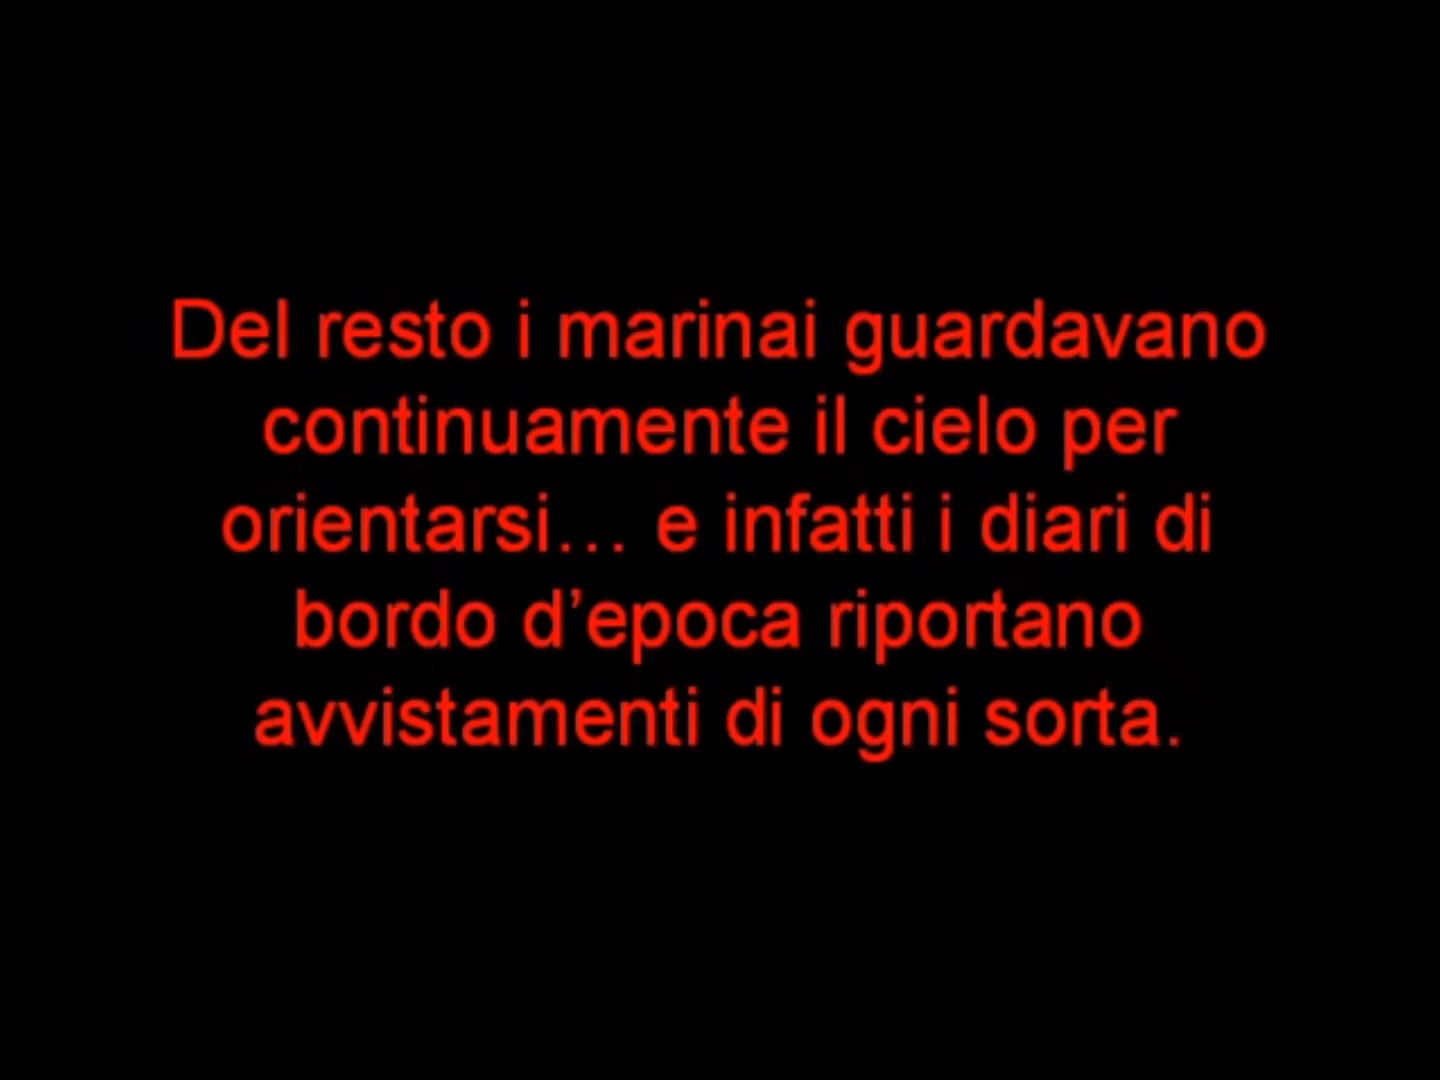 Del resto i marinai guardavano
continuamente il cielo per
orientarsi… e infatti i diari di
bordo d’epoca riportano
avvistamenti di ogni sorta.